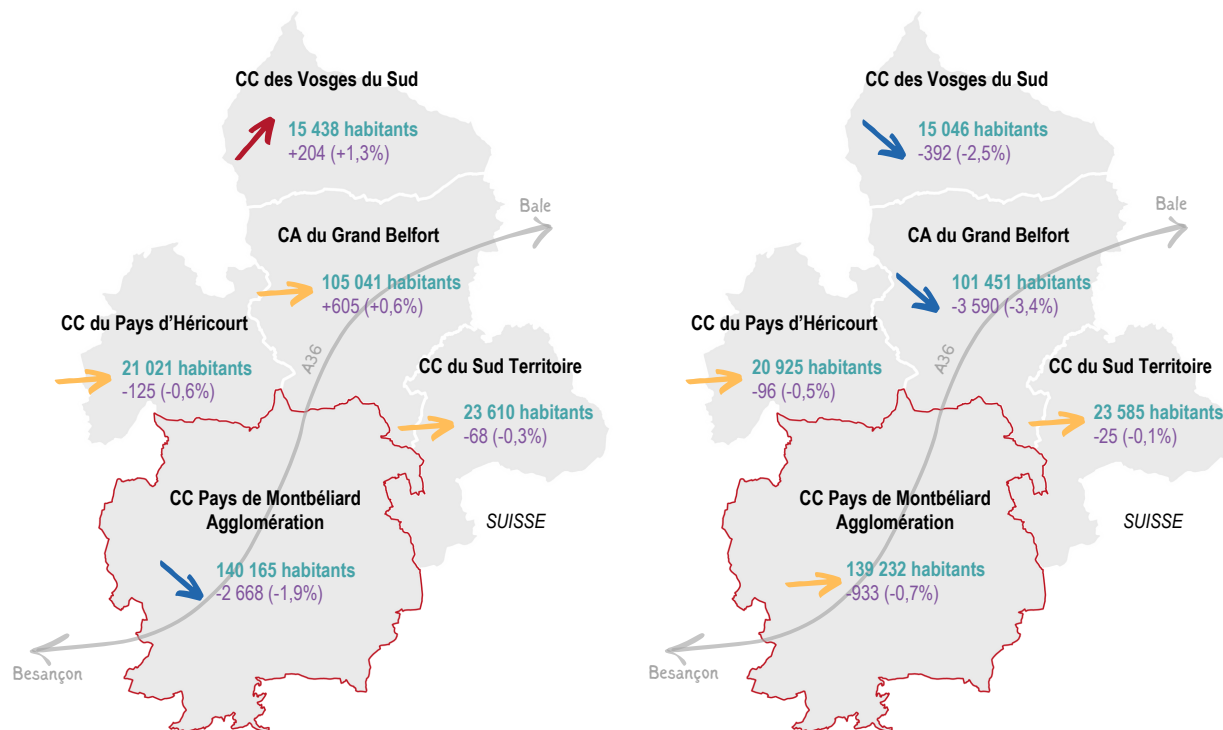 CC des Vosges du Sud
15 438 habitants
+204 (+1,3%)
Bale
CA du Grand Belfort
105 041 habitants
+605 (+0,6%)
CC du Pays d’Héricourt
21 021 habitants
-125 (-0,6%)
A36
CC du Sud Territoire
23 610 habitants
-68 (-0,3%)
CC Pays de Montbéliard
Agglomération
SUISSE
140 165 habitants
-2 668 (-1,9%)
Besançon
CC des Vosges du Sud
15 046 habitants
-392 (-2,5%)
Bale
CA du Grand Belfort
101 451 habitants
-3 590 (-3,4%)
CC du Pays d’Héricourt
20 925 habitants
-96 (-0,5%)
A36
CC du Sud Territoire
23 585 habitants
-25 (-0,1%)
CC Pays de Montbéliard
Agglomération
SUISSE
139 232 habitants
-933 (-0,7%)
Besançon